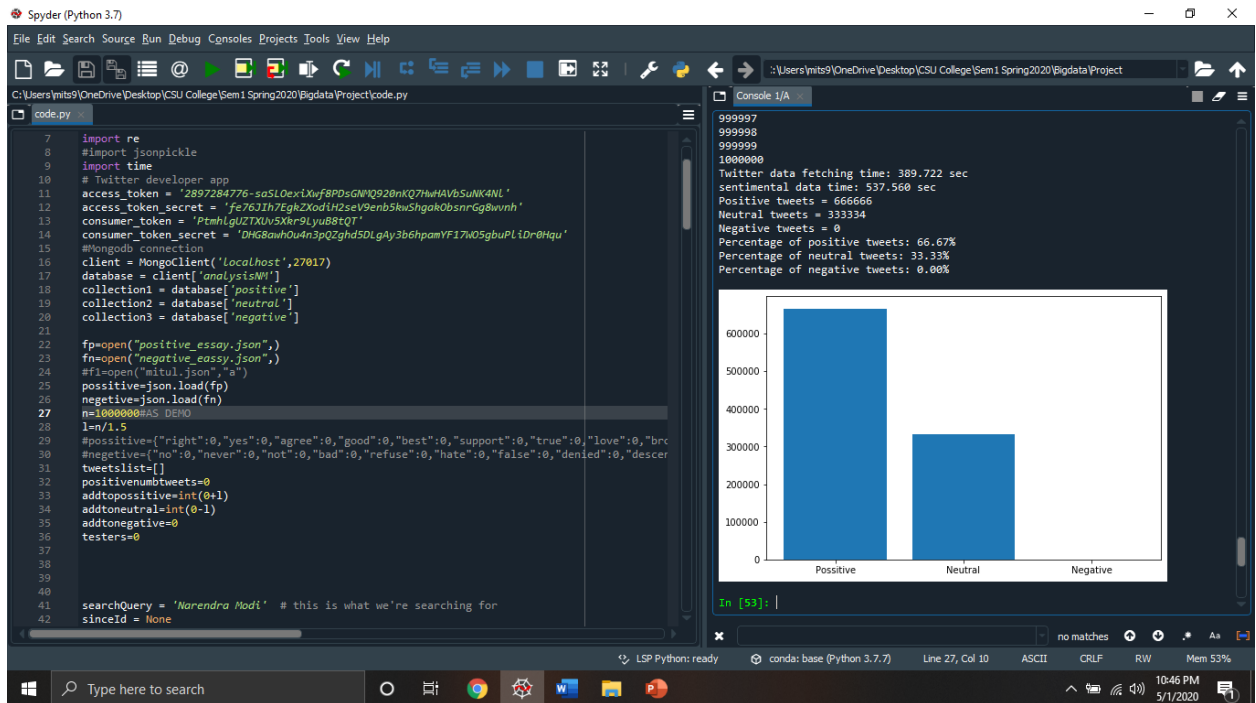 Spyder (Python 3.7)
File Edit Search Source Run Debug Consoles Projects Tools View Help
:\Users\mits9\OneDrive\Desktop\CSU College\Sem1 Spring2020\Bigdata\Project
C:\Users\mits9\OneDrive\Desktop\CSU College\Sem1 Spring2020\Bigdata\Project\code.py
code.py
7 import re
8 #import jsonpickle
9 import time
10 # Twitter developer app
11 access_token = '2897284776-saSLOexiXwf8PDsGNMQ920nKQ7HwHAVbSuNK4NL'
12 access_token_secret = 'fe76JIh7EgkZXodiH2seV9enb5kwShgakObsnrGg8wvnh'
13 consumer_token = 'PtmhlgUZTXUv5Xkr9LyuB8tQT'
14 consumer_token_secret = 'DHG8awhOu4n3pQZghd5DLgAy3b6hpamYF17WO5gbuPliDr0Hqu'
15 #Mongodb connection
16 client = MongoClient('localhost',27017)
17 database = client['analysisNM']
18 collection1 = database['positive']
19 collection2 = database['neutral']
20 collection3 = database['negative']
21
22 fp=open("positive_essay.json",)
23 fn=open("negative_eassy.json",)
24 #f1=open("mitul.json","a")
25 possitive=json.load(fp)
26 negetive=json.load(fn)
27 n=1000000#AS DEMO
28 l=n/1.5
29 #possitive={"right":0,"yes":0,"agree":0,"good":0,"best":0,"support":0,"true":0,"love":0,"bro
30 #negetive={"no":0,"never":0,"not":0,"bad":0,"refuse":0,"hate":0,"false":0,"denied":0,"descer
31 tweetslist=[]
32 positivenumbtweets=0
33 addtopossitive=int(0+l)
34 addtoneutral=int(0-l)
35 addtonegative=0
36 testers=0
37
38
39
40
41 searchQuery = 'Narendra Modi' # this is what we're searching for
42 sinceId = None
Console 1/A
999997
999998
999999
1000000
Twitter data fetching time: 389.722 sec
sentimental data time: 537.560 sec
Positive tweets = 666666
Neutral tweets = 333334
Negative tweets = 0
Percentage of positive tweets: 66.67%
Percentage of neutral tweets: 33.33%
Percentage of negative tweets: 0.00%
600000
500000
400000
300000
200000
100000
0
Possitive Neutral Negative
In [53]:
no matches Aa
LSP Python: ready conda: base (Python 3.7.7) Line 27, Col 10 ASCII CRLF RW Mem 53%
Type here to search
10:46 PM
5/1/2020